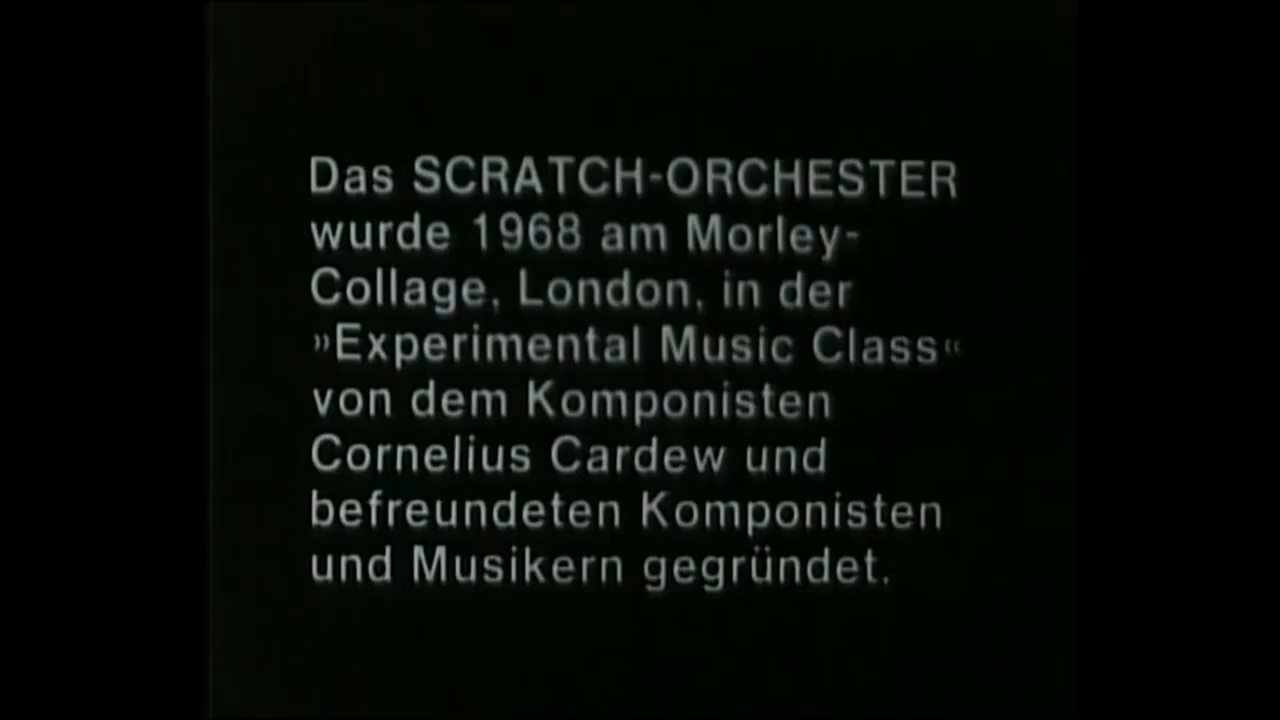 Das SCRATCH-ORCHESTER
wurde 1968 am Morley-
Collage, London, in der
»Experimental Music Class«
von dem Komponisten
Cornelius Cardew und
befreundeten Komponisten
und Musikern gegründet.